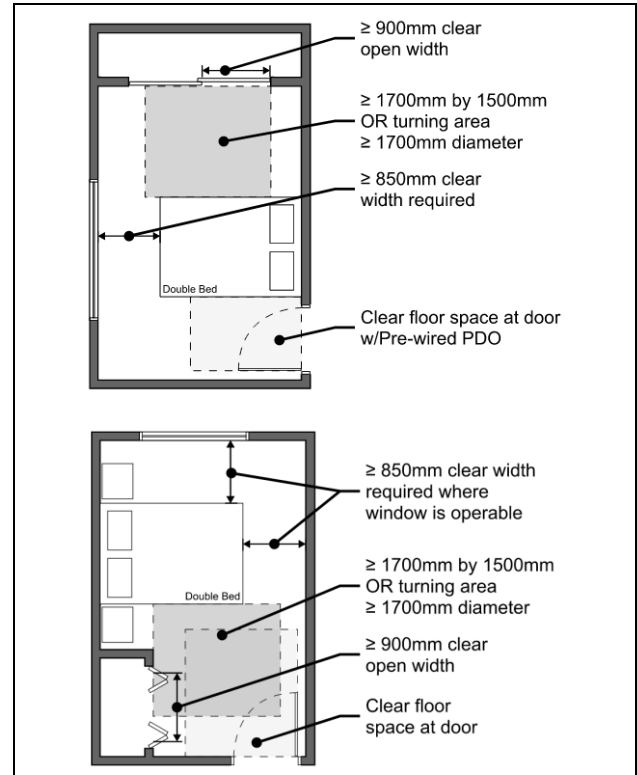 ≥ 900mm clear
open width
≥ 1700mm by 1500mm
OR turning area
≥ 1700mm diameter
≥ 850mm clear
width required
Double Bed
Clear floor space at door
w/Pre-wired PDO
≥ 850mm clear width
required where
window is operable
≥ 1700mm by 1500mm
OR turning area
≥ 1700mm diameter
Double Bed
≥ 900mm clear
open width
Clear floor
space at door